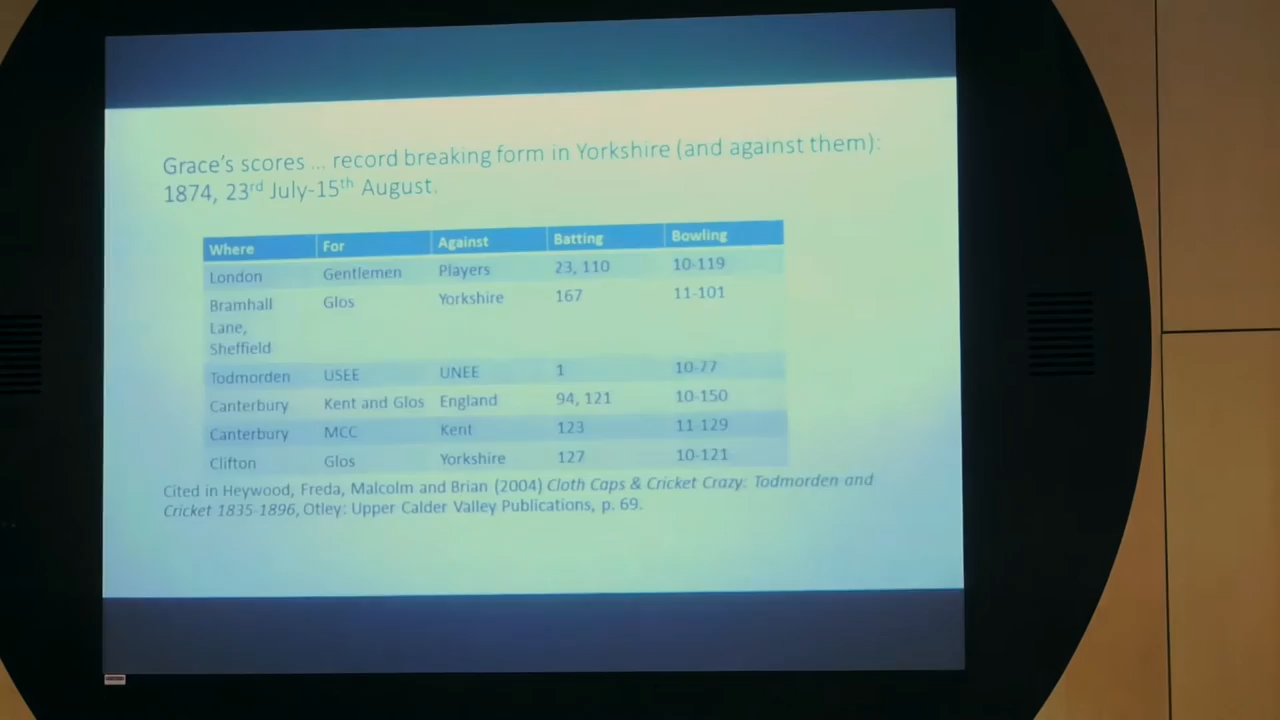 Grace's scores ... record breaking form in Yorkshire (and against them):
1874, 23rd July-15th August.
Where For Against Batting Bowling
London Gentlemen Players 23, 110 10-119
Bramhall Glos Yorkshire 167 11-101
Lane,
Sheffield
Todmorden USEE UNEE 1 10-77
Canterbury Kent and Glos England 94, 121 10-150
Canterbury MCC Kent 123 11-129
Clifton Glos Yorkshire 127 10-121
Cited in Heywood, Freda, Malcolm and Brian (2004) Cloth Caps & Cricket Crazy: Todmorden and
Cricket 1835-1896, Otley: Upper Calder Valley Publications, p. 69.